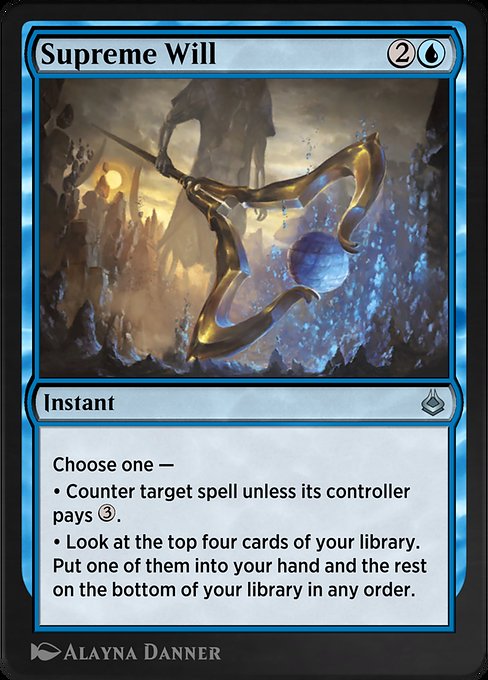 Supreme Will 2
Instant
Choose one —
• Counter target spell unless its controller
pays 3.
• Look at the top four cards of your library.
Put one of them into your hand and the rest
on the bottom of your library in any order.
Alayna Danner